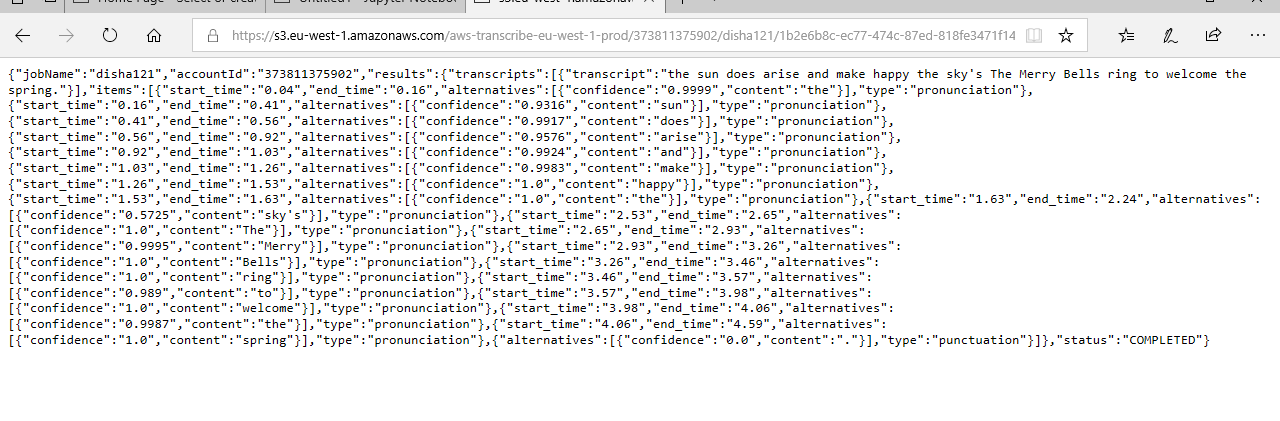 Home Page - Select or crea
Untitled1 - Jupyter Notebo
s3.eu-west-1.amazonaw
https://s3.eu-west-1.amazonaws.com/aws-transcribe-eu-west-1-prod/373811375902/disha121/1b2e6b8c-ec77-474c-87ed-818fe3471f14
{"jobName":"disha121","accountId":"373811375902","results":{"transcripts":[{"transcript":"the sun does arise and make happy the sky's The Merry Bells ring to welcome the
spring."}],"items":[{"start_time":"0.04","end_time":"0.16","alternatives":[{"confidence":"0.9999","content":"the"}],"type":"pronunciation"},
{"start_time":"0.16","end_time":"0.41","alternatives":[{"confidence":"0.9316","content":"sun"}],"type":"pronunciation"},
{"start_time":"0.41","end_time":"0.56","alternatives":[{"confidence":"0.9917","content":"does"}],"type":"pronunciation"},
{"start_time":"0.56","end_time":"0.92","alternatives":[{"confidence":"0.9576","content":"arise"}],"type":"pronunciation"},
{"start_time":"0.92","end_time":"1.03","alternatives":[{"confidence":"0.9924","content":"and"}],"type":"pronunciation"},
{"start_time":"1.03","end_time":"1.26","alternatives":[{"confidence":"0.9983","content":"make"}],"type":"pronunciation"},
{"start_time":"1.26","end_time":"1.53","alternatives":[{"confidence":"1.0","content":"happy"}],"type":"pronunciation"},
{"start_time":"1.53","end_time":"1.63","alternatives":[{"confidence":"1.0","content":"the"}],"type":"pronunciation"},{"start_time":"1.63","end_time":"2.24","alternatives":
[{"confidence":"0.5725","content":"sky's"}],"type":"pronunciation"},{"start_time":"2.53","end_time":"2.65","alternatives":
[{"confidence":"1.0","content":"The"}],"type":"pronunciation"},{"start_time":"2.65","end_time":"2.93","alternatives":
[{"confidence":"0.9995","content":"Merry"}],"type":"pronunciation"},{"start_time":"2.93","end_time":"3.26","alternatives":
[{"confidence":"1.0","content":"Bells"}],"type":"pronunciation"},{"start_time":"3.26","end_time":"3.46","alternatives":
[{"confidence":"1.0","content":"ring"}],"type":"pronunciation"},{"start_time":"3.46","end_time":"3.57","alternatives":
[{"confidence":"0.989","content":"to"}],"type":"pronunciation"},{"start_time":"3.57","end_time":"3.98","alternatives":
[{"confidence":"1.0","content":"welcome"}],"type":"pronunciation"},{"start_time":"3.98","end_time":"4.06","alternatives":
[{"confidence":"0.9987","content":"the"}],"type":"pronunciation"},{"start_time":"4.06","end_time":"4.59","alternatives":
[{"confidence":"1.0","content":"spring"}],"type":"pronunciation"},{"alternatives":[{"confidence":"0.0","content":"."}],"type":"punctuation"}]},"status":"COMPLETED"}